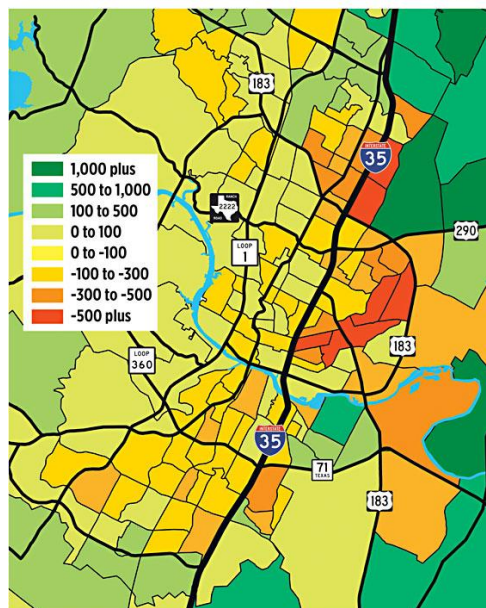 183
INTERSTATE
35
1,000 plus
500 to 1,000
100 to 500
0 to 100
0 to -100
-100 to -300
-300 to -500
-500 plus
RANCH
2222
ROAD
LOOP
1
290
LOOP
360
183
INTERSTATE
35
71
TEXAS
183